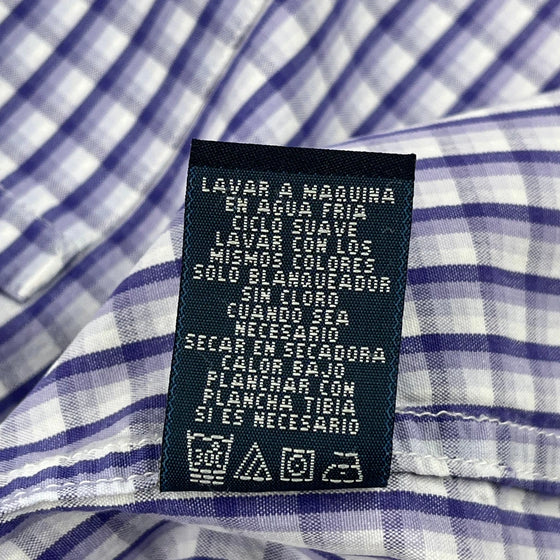 LAVAR A MAQUINA
EN AGUA FRIA
CICLO SUAVE
LAVAR CON LOS
MISMOS COLORES
SOLO BLANQUEADOR
SIN CLORO
CUANDO SEA
NECESARIO
SECAR EN SECADORA
CALOR BAJO
PLANCHAR CON
PLANCHA TIBIA
SI ES NECESARIO